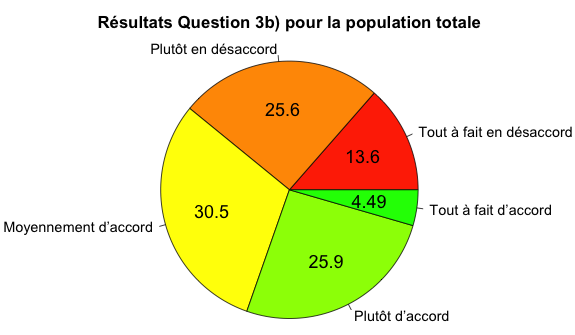 Résultats Question 3b) pour la population totale
Plutôt en désaccord
25.6
Tout à fait en désaccord
13.6
Moyennement d'accord
30.5
4.49
Tout à fait d'accord
25.9
Plutôt d'accord